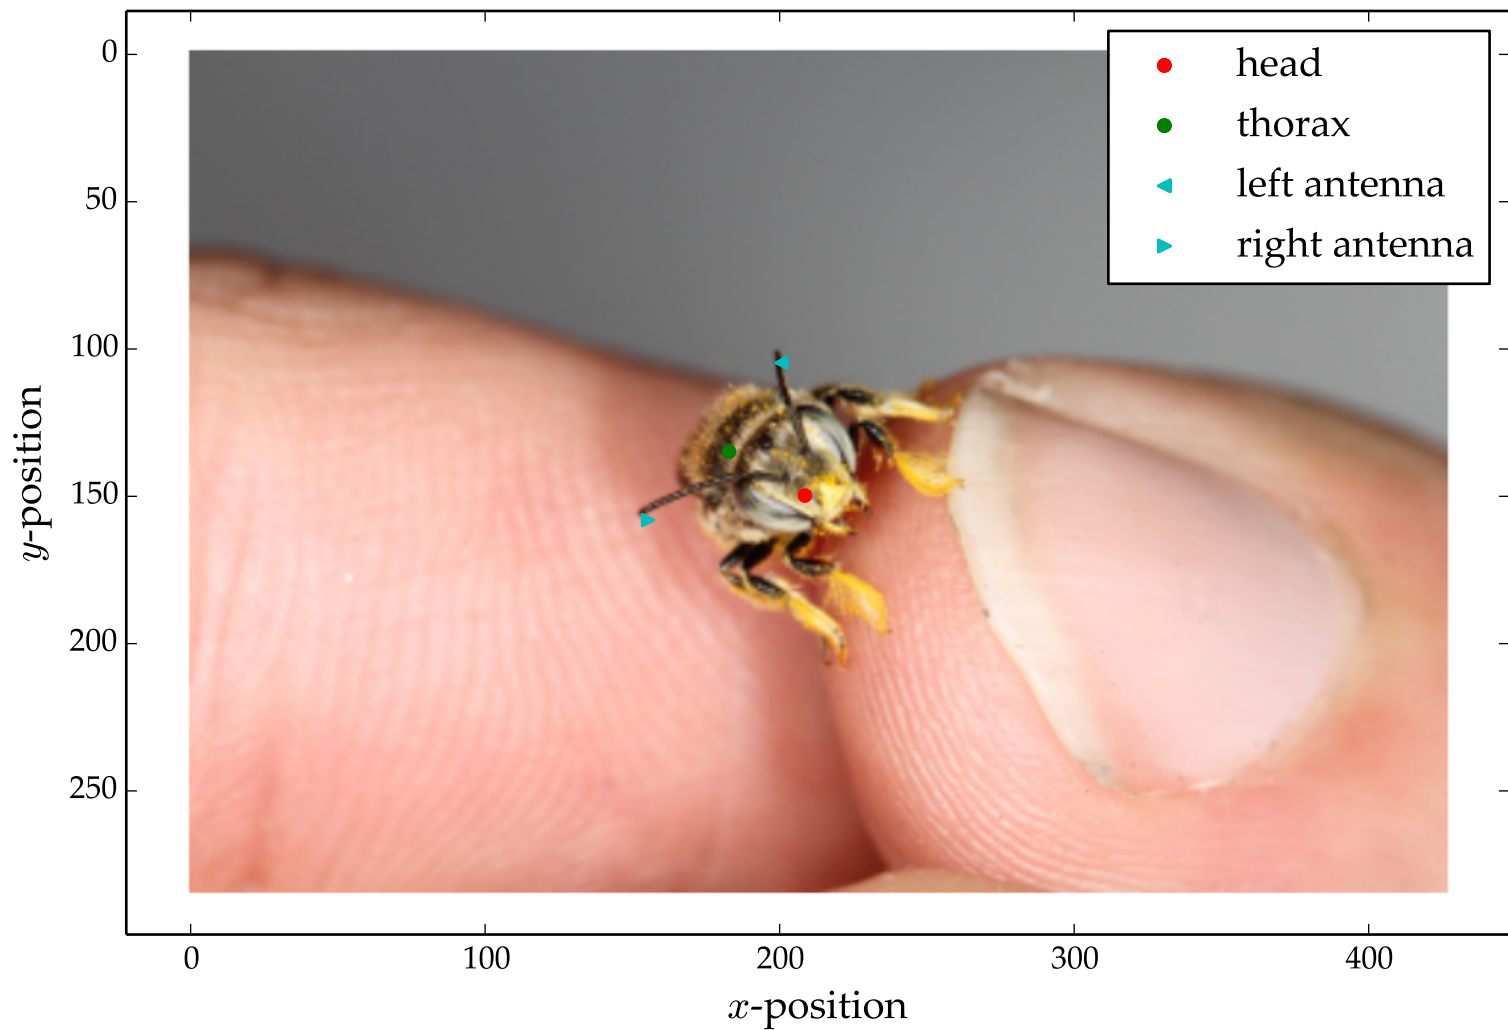 head
thorax
left antenna
right antenna
0
50
100
150
200
250
y-position
0 100 200 300 400
x-position